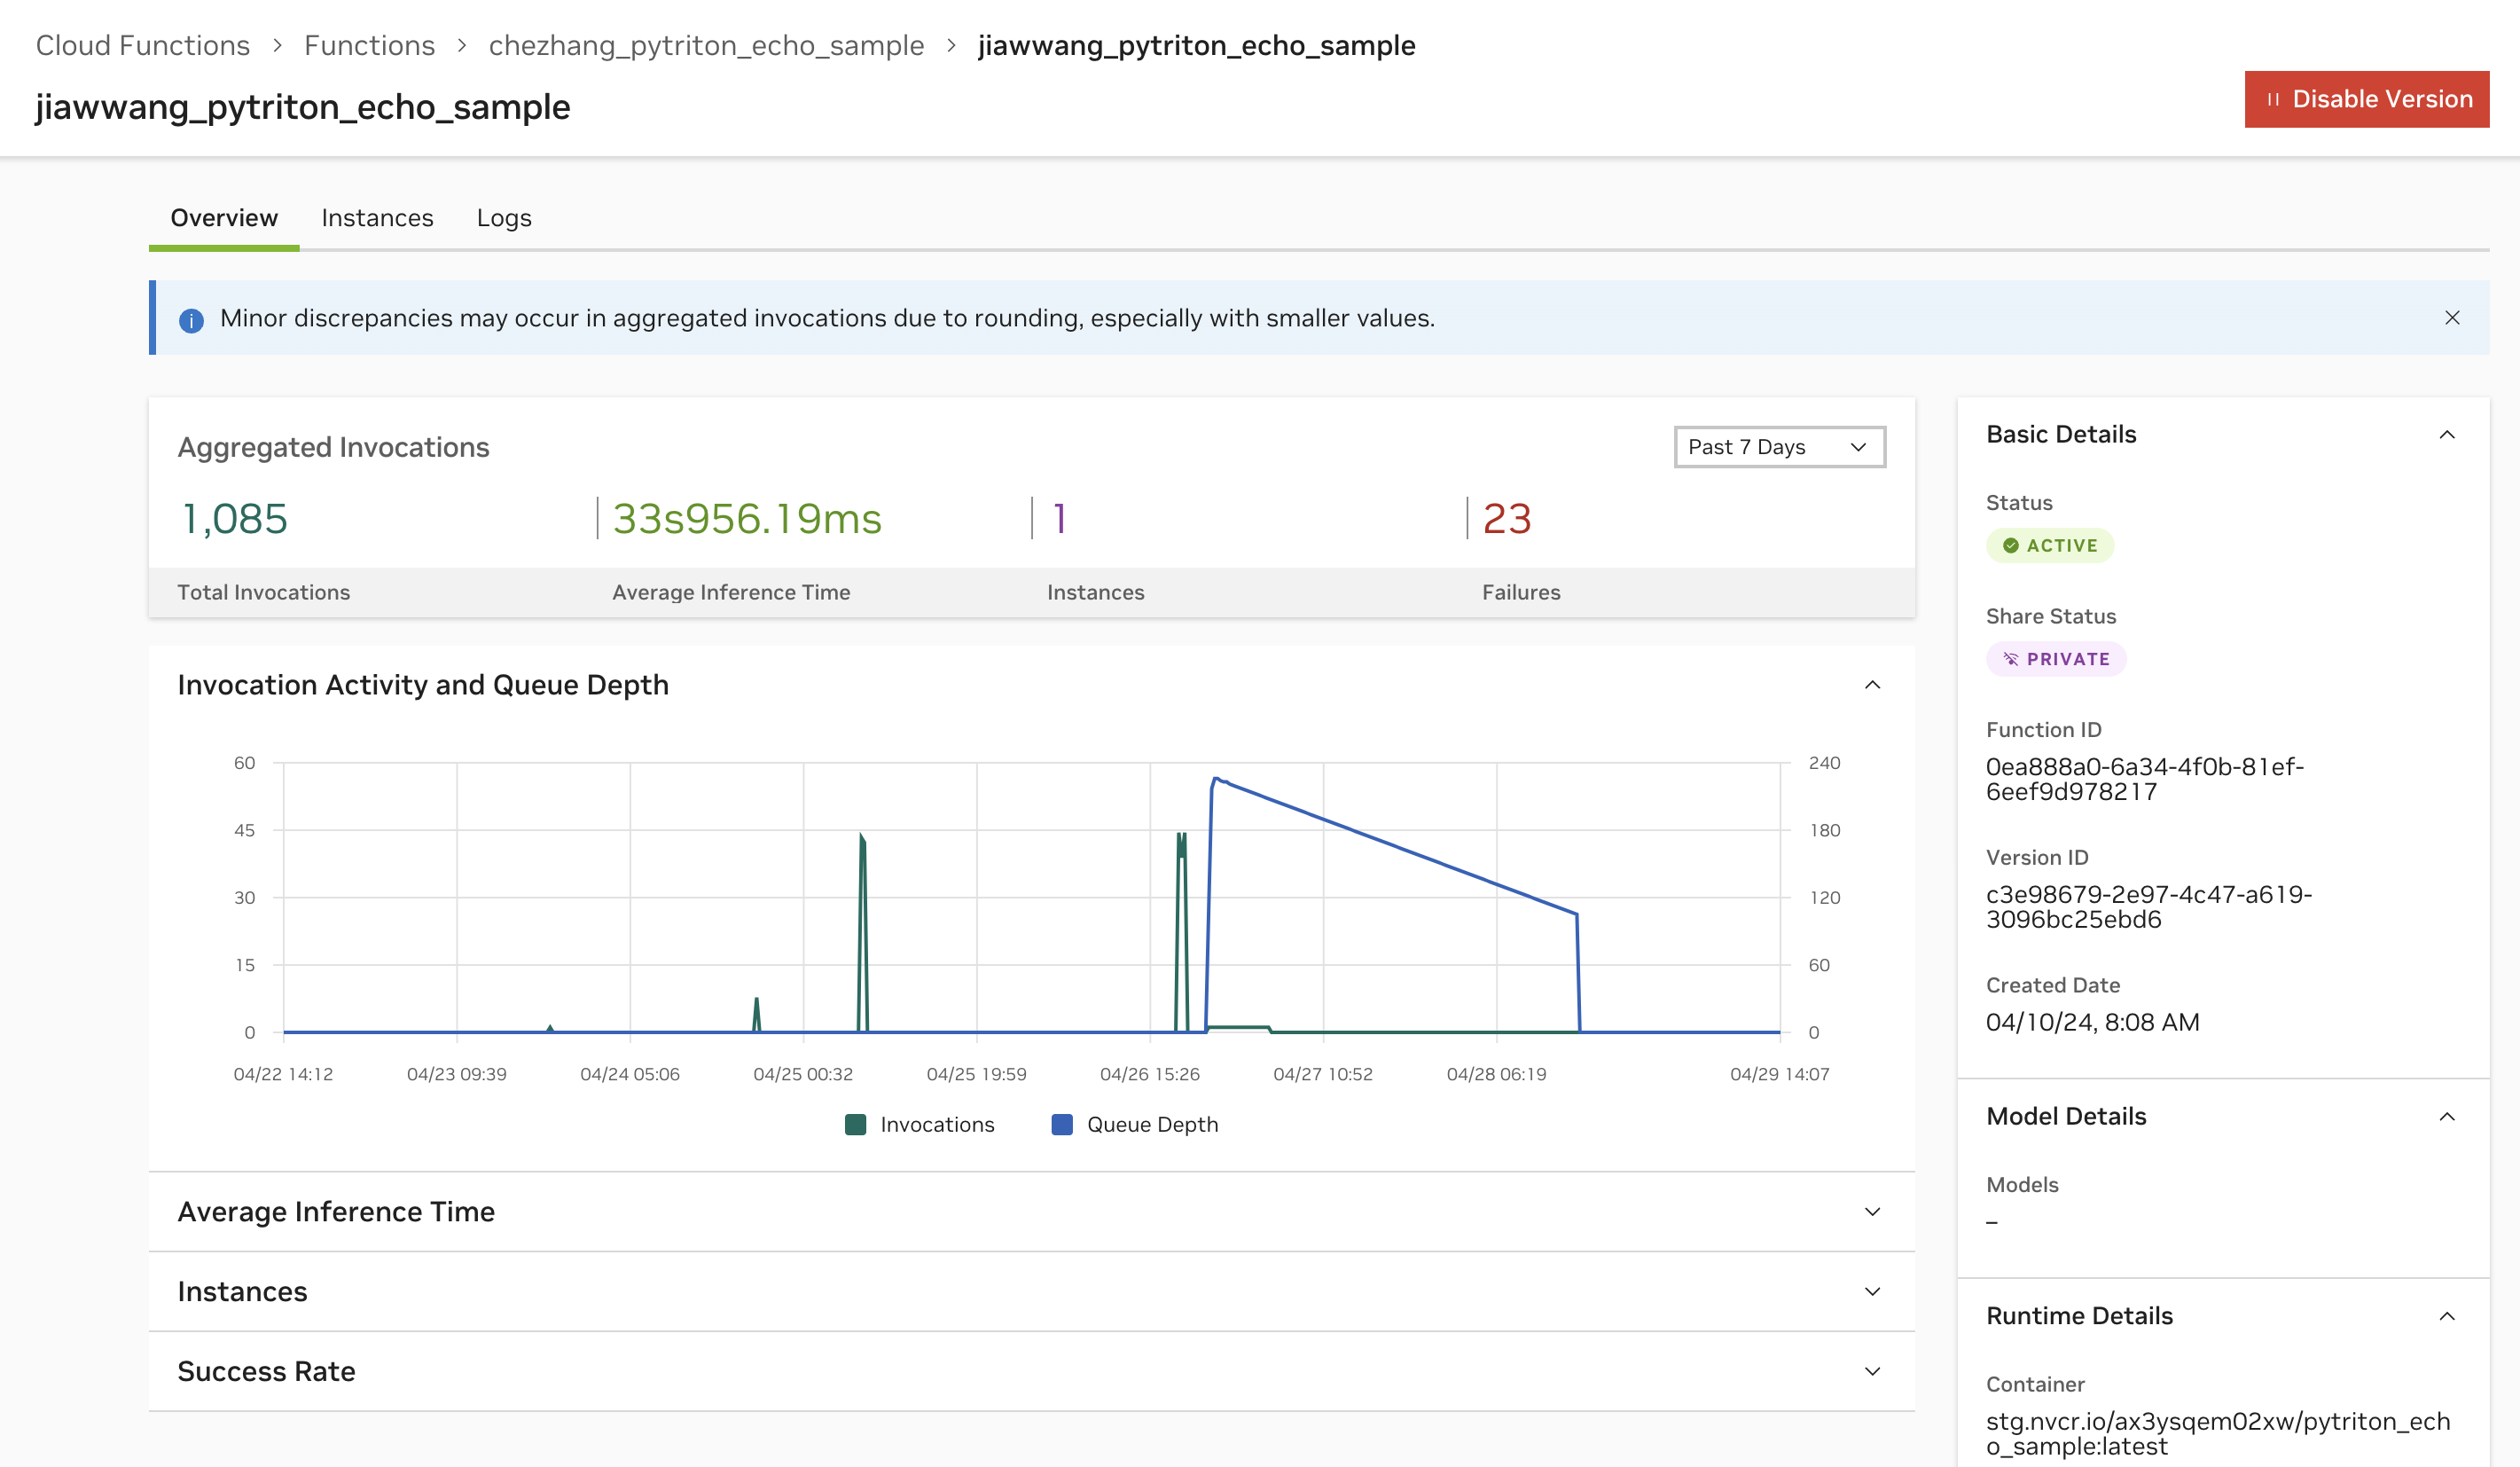 Cloud Functions > Functions > chezhang_pytriton_echo_sample > jiawwang_pytriton_echo_sample
jiawwang_pytriton_echo_sample
Disable Version
Overview Instances Logs
Minor discrepancies may occur in aggregated invocations due to rounding, especially with smaller values.
Aggregated Invocations
Past 7 Days
1,085 33s956.19ms 1 23
Total Invocations Average Inference Time Instances Failures
Invocation Activity and Queue Depth
60 240
45 180
30 120
15 60
0 0
04/22 14:12 04/23 09:39 04/24 05:06 04/25 00:32 04/25 19:59 04/26 15:26 04/27 10:52 04/28 06:19 04/29 14:07
Invocations Queue Depth
Average Inference Time
Instances
Success Rate
Basic Details
Status
ACTIVE
Share Status
PRIVATE
Function ID
0ea888a0-6a34-4f0b-81ef-
6eef9d978217
Version ID
c3e98679-2e97-4c47-a619-
3096bc25ebd6
Created Date
04/10/24, 8:08 AM
Model Details
Models
–
Runtime Details
Container
stg.nvcr.io/ax3ysqem02xw/pytriton_ech
o_sample:latest